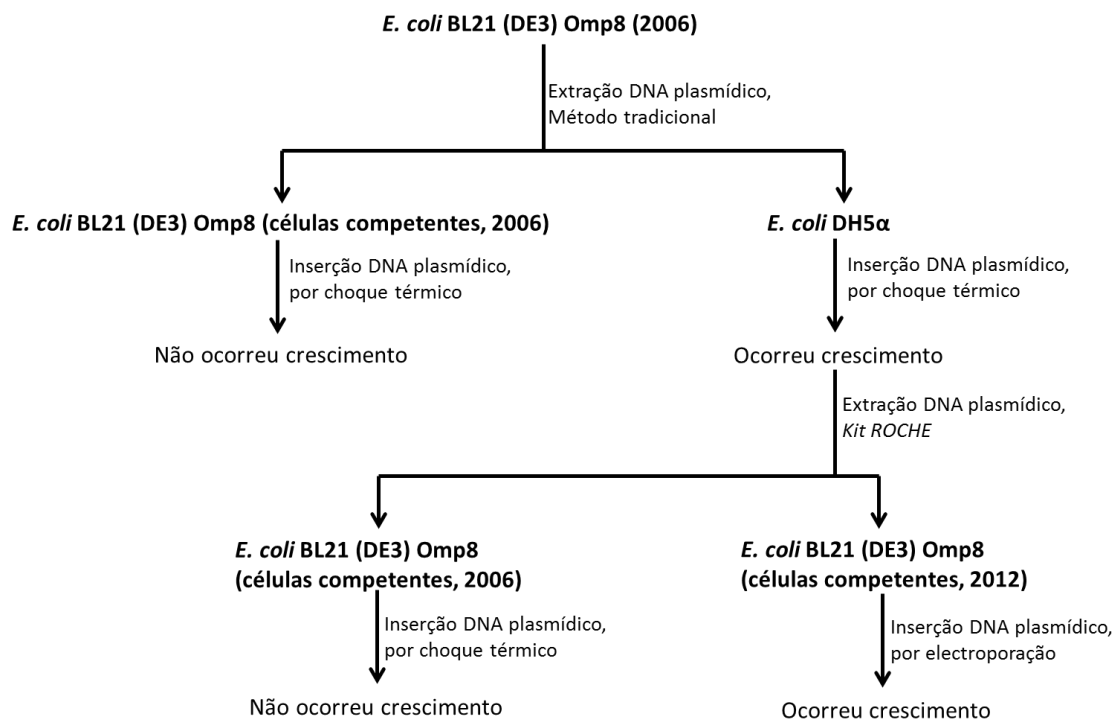 E. coli BL21 (DE3) Omp8 (2006)
Extração DNA plasmídico,
Método tradicional
E. coli BL21 (DE3) Omp8 (células competentes, 2006)
E. coli DH5α
Inserção DNA plasmídico,
por choque térmico
Inserção DNA plasmídico,
por choque térmico
Não ocorreu crescimento
Ocorreu crescimento
Extração DNA plasmídico,
Kit ROCHE
E. coli BL21 (DE3) Omp8
(células competentes, 2006)
E. coli BL21 (DE3) Omp8
(células competentes, 2012)
Inserção DNA plasmídico,
por choque térmico
Inserção DNA plasmídico,
por electroporação
Não ocorreu crescimento
Ocorreu crescimento